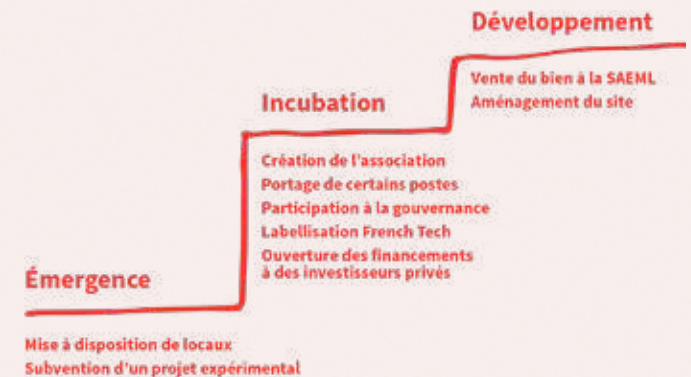 Développement
Vente du bien à la SAEML
Aménagement du site
Incubation
Création de l'association
Portage de certains postes
Participation à la gouvernance
Labellisation French Tech
Ouverture des financements
à des investisseurs privés
Émergence
Mise à disposition de locaux
Subvention d'un projet expérimental